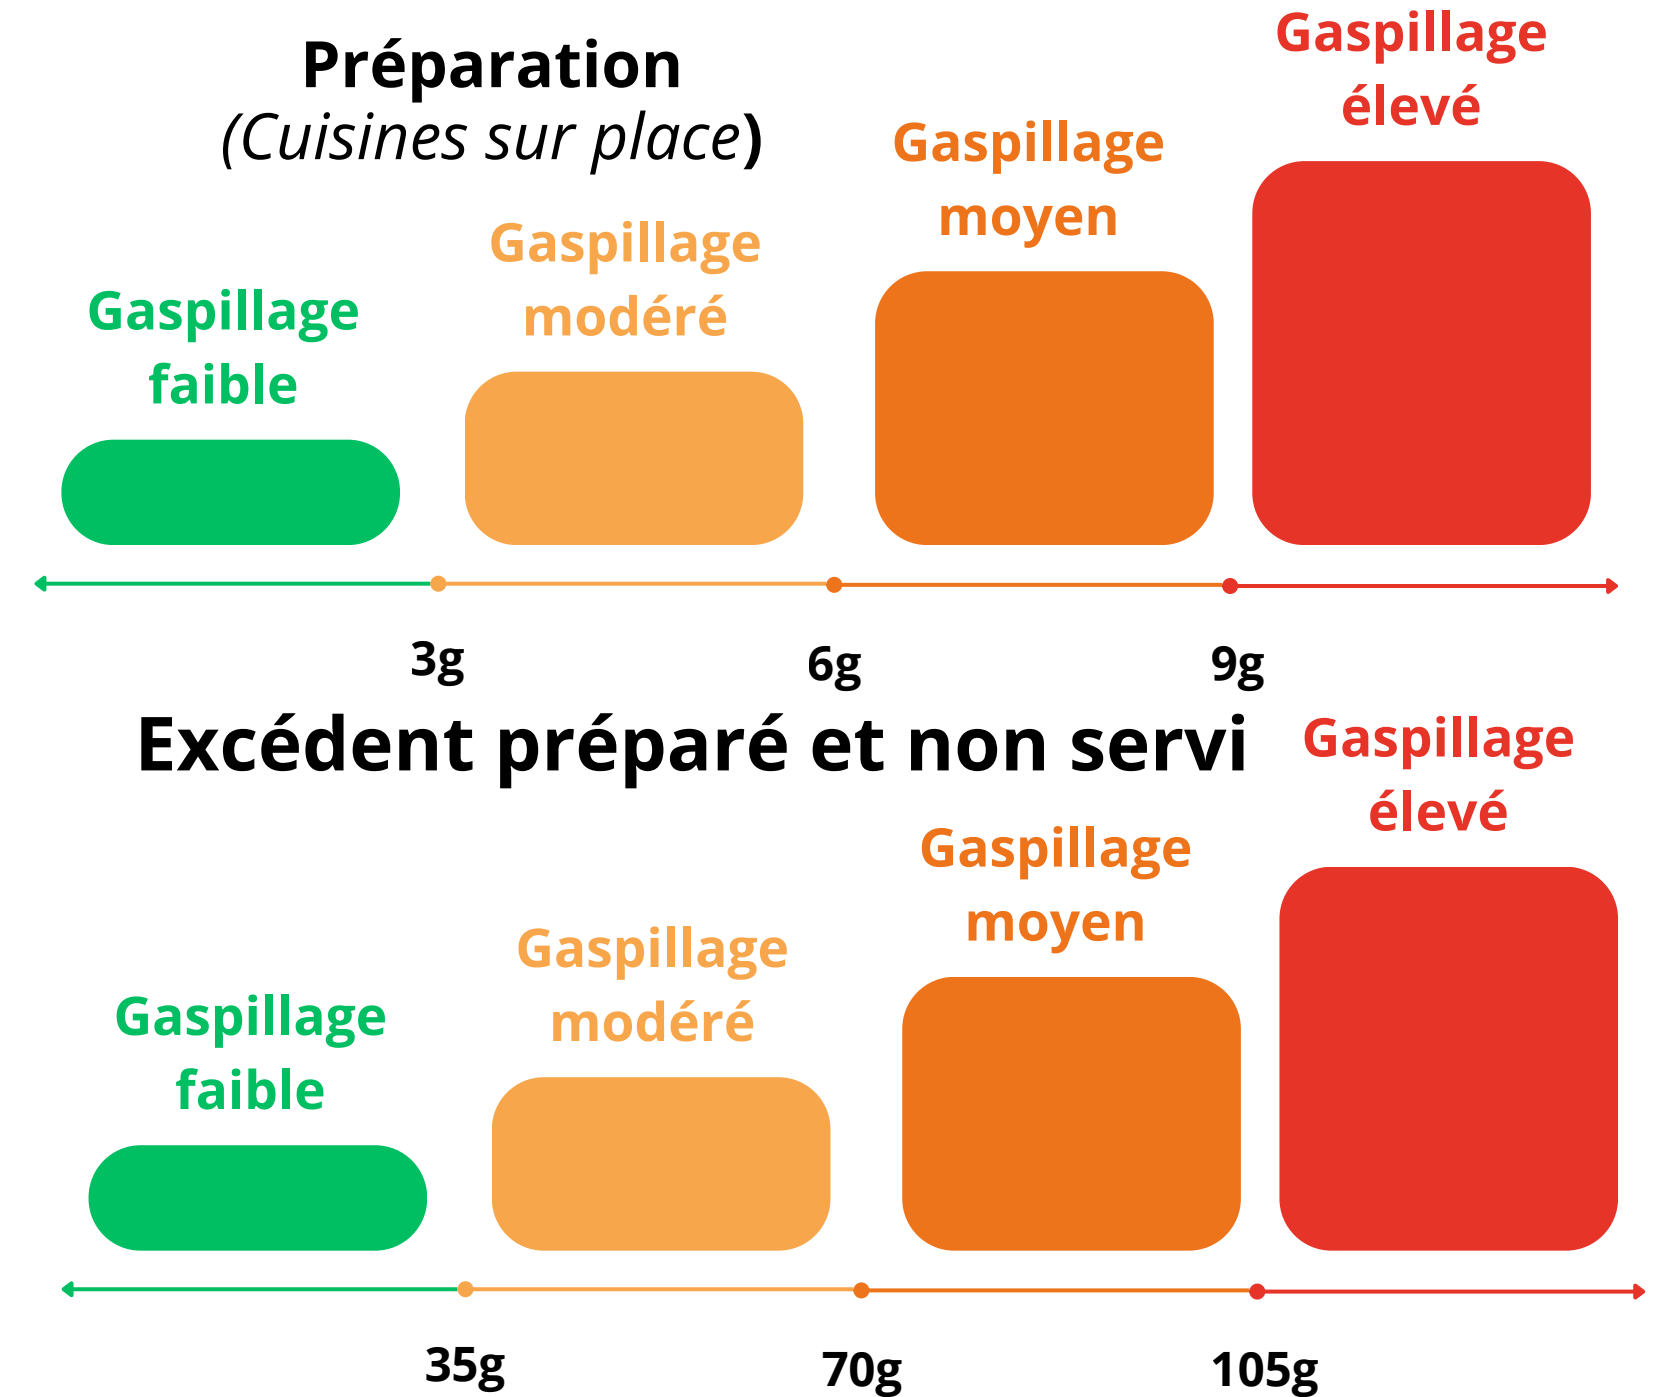 Préparation
(Cuisines sur place)
Gaspillage
faible
Gaspillage
modéré
Gaspillage
moyen
Gaspillage
élevé
3g
6g
9g
Excédent préparé et non servi
Gaspillage
faible
Gaspillage
modéré
Gaspillage
moyen
Gaspillage
élevé
35g
70g
105g